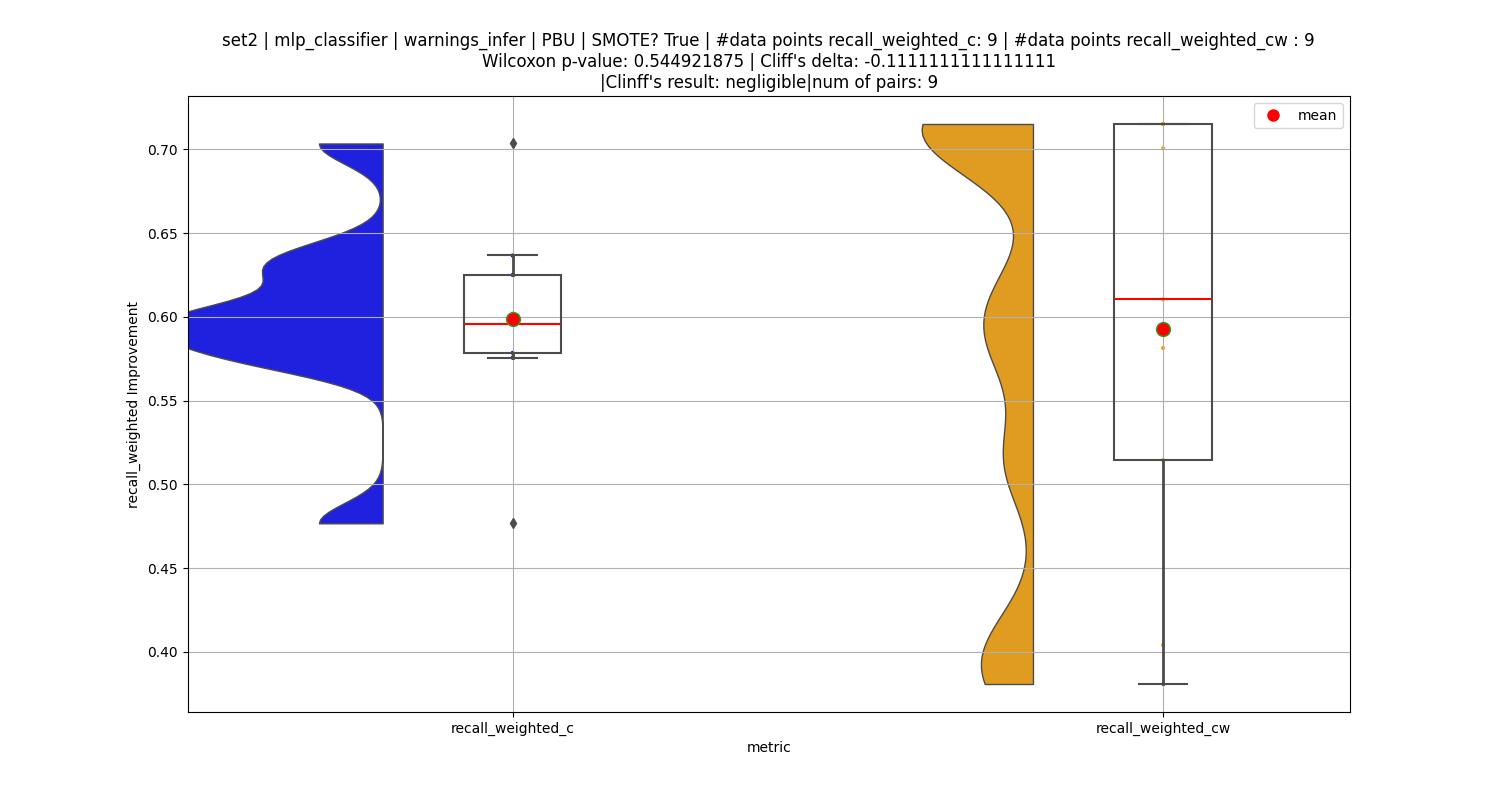 set2 | mlp_classifier | warnings_infer | PBU | SMOTE? True | #data points recall_weighted_c: 9 | #data points recall_weighted_cw : 9
Wilcoxon p-value: 0.544921875 | Cliff's delta: -0.1111111111111111
|Clinff's result: negligible|num of pairs: 9
mean
0.70
0.65
0.60
0.55
0.50
0.45
0.40
recall_weighted Improvement
recall_weighted_c
recall_weighted_cw
metric